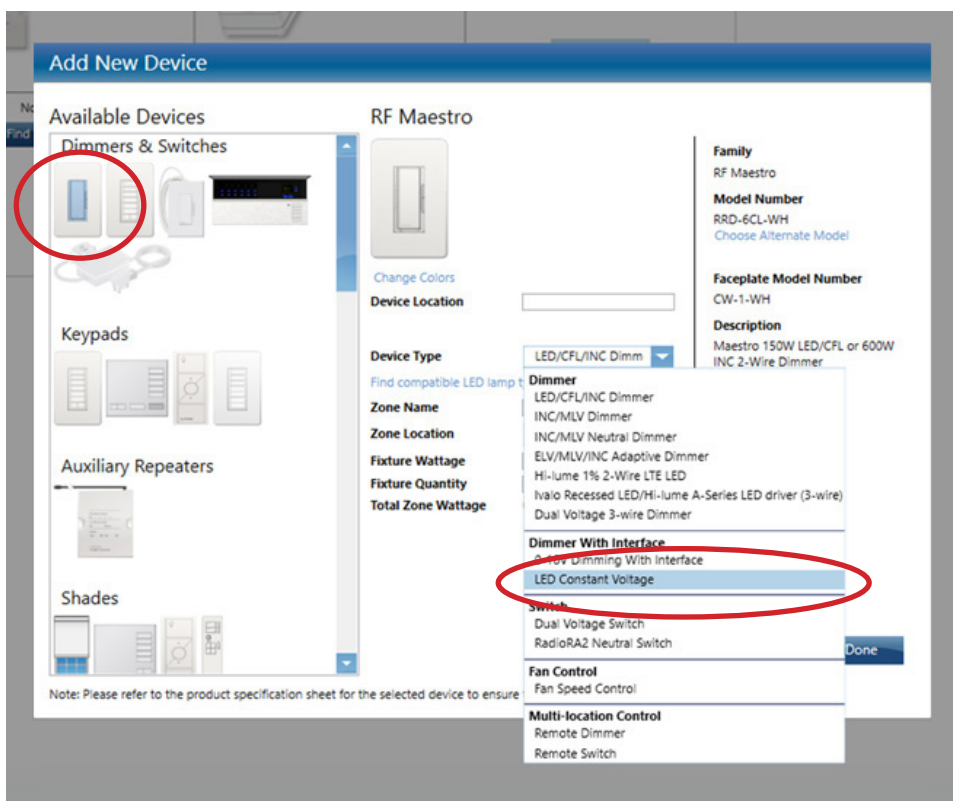 Add New Device
Available Devices
Dimmers & Switches
Keypads
Auxiliary Repeaters
Shades
RF Maestro
Change Colors
Device Location
Device Type
LED/CFL/INC Dimm
Find compatible LED lamp
Zone Name
Zone Location
Fixture Wattage
Fixture Quantity
Total Zone Wattage
Dimmer
LED/CFL/INC Dimmer
INC/MLV Dimmer
INC/MLV Neutral Dimmer
ELV/MLV/INC Adaptive Dimmer
Hi-lume 1% 2-Wire LTE LED
Ivalo Recessed LED/Hi-lume A-Series LED driver (3-wire)
Dual Voltage 3-wire Dimmer
Dimmer With Interface
0-10V Dimming With Interface
LED Constant Voltage
Switch
Dual Voltage Switch
RadioRA2 Neutral Switch
Fan Control
Fan Speed Control
Multi-location Control
Remote Dimmer
Remote Switch
Family
RF Maestro
Model Number
RRD-6CL-WH
Choose Alternate Model
Faceplate Model Number
CW-1-WH
Description
Maestro 150W LED/CFL or 600W
INC 2-Wire Dimmer
Done
Note: Please refer to the product specification sheet for the selected device to ensure
Find